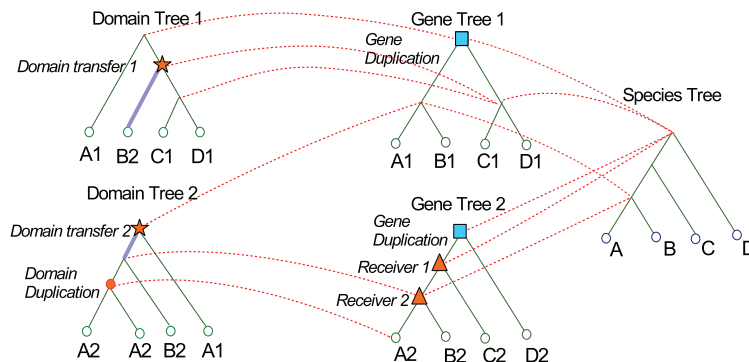 Domain Tree 1
Gene Tree 1
Gene
Duplication
Domain transfer 1
Species Tree
A1
B2
C1
D1
A1
B1
C1
D1
Domain Tree 2
Gene Tree 2
Gene
Duplication
Domain transfer 2
A
B
C
D
Receiver 1
Domain
Duplication
Receiver 2
A2
A2
B2
A1
A2
B2
C2
D2